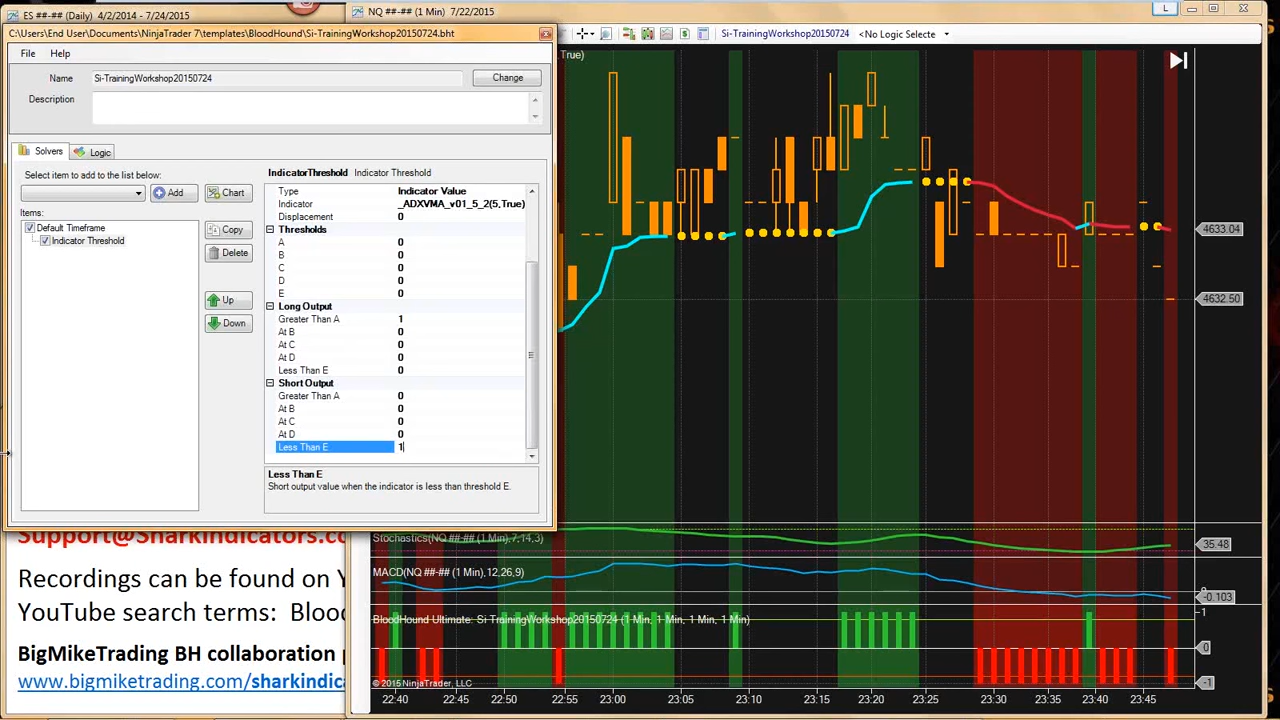 ES ##-## (Daily) 4/2/2014 - 7/24/2015
C:\Users\End User\Documents\NinjaTrader 7\templates\BloodHound\Si-TrainingWorkshop20150724.bht
File Help
Name Si-TrainingWorkshop20150724 Change
Description
Solvers Logic
Select item to add to the list below:
Add Chart
Items:
Default Timeframe
Indicator Threshold
Copy
Delete
Up
Down
IndicatorThreshold Indicator Threshold
Type Indicator Value
Indicator _ADXVMA_v01_5_2(5,True)
Displacement 0
Thresholds
A 0
B 0
C 0
D 0
E 0
Long Output
Greater Than A 1
At B 0
At C 0
At D 0
Less Than E 0
Short Output
Greater Than A 0
At B 0
At C 0
At D 0
Less Than E 1
Less Than E
Short output value when the indicator is less than threshold E.
Support@SharkIndicators.co
Recordings can be found on Y
YouTube search terms: Blood
BigMikeTrading BH collaboration
www.bigmiketrading.com/sharkindica
NQ ##-## (1 Min) 7/22/2015
L
Si-TrainingWorkshop20150724 <No Logic Selecte
True)
4633.04
4632.50
Stochastics(NQ ##-## (1 Min),7,14,3)
35.48
MACD(NQ ##-## (1 Min),12,26,9)
0
-0.103
BloodHound Ultimate: Si TrainingWorkshop20150724 (1 Min, 1 Min, 1 Min, 1 Min)
1
0
-1
© 2015 NinjaTrader, LLC
22:40 22:45 22:50 22:55 23:00 23:05 23:10 23:15 23:20 23:25 23:30 23:35 23:40 23:45